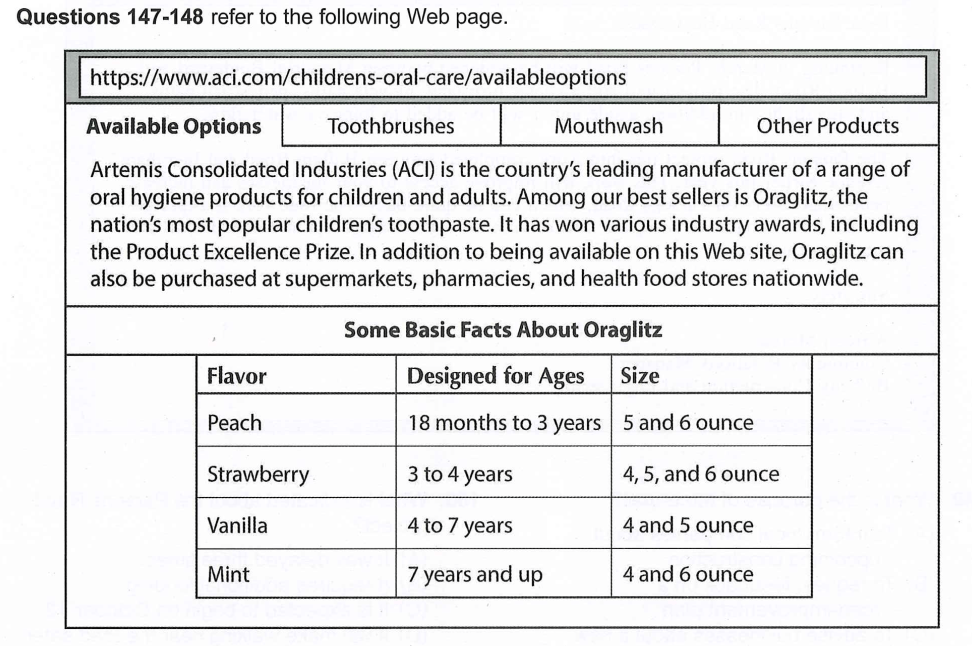 Questions 147-148 refer to the following Web page.
https://www.aci.com/childrens-oral-care/availableoptions
Available Options Toothbrushes Mouthwash Other Products
Artemis Consolidated Industries (ACI) is the country's leading manufacturer of a range of
oral hygiene products for children and adults. Among our best sellers is Oraglitz, the
nation's most popular children's toothpaste. It has won various industry awards, including
the Product Excellence Prize. In addition to being available on this Web site, Oraglitz can
also be purchased at supermarkets, pharmacies, and health food stores nationwide.
Some Basic Facts About Oraglitz
Flavor Designed for Ages Size
Peach 18 months to 3 years 5 and 6 ounce
Strawberry 3 to 4 years 4, 5, and 6 ounce
Vanilla 4 to 7 years 4 and 5 ounce
Mint 7 years and up 4 and 6 ounce